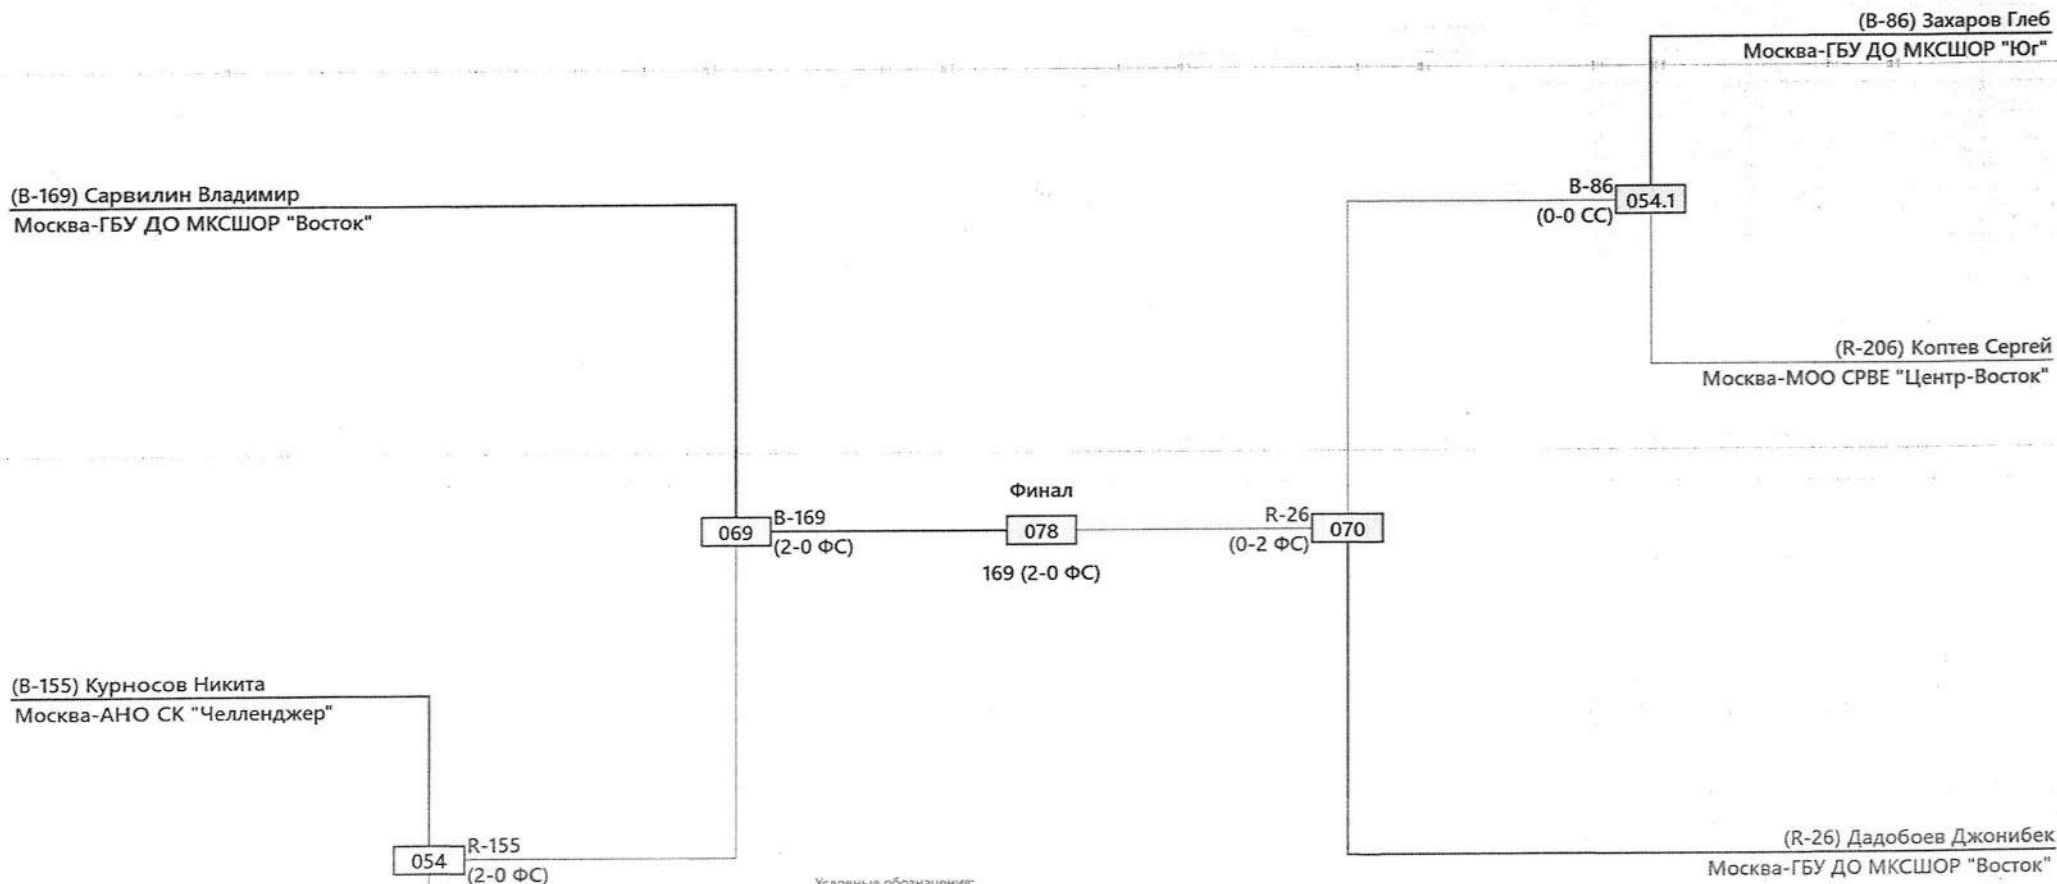 (B-86) Захаров Глеб
Москва-ГБУ ДО МКСШОР "Юг"
(B-169) Сарвилин Владимир
Москва-ГБУ ДО МКСШОР "Восток"
B-86
(0-0 СС)
054.1
(R-206) Коптев Сергей
Москва-МОО СРВЕ "Центр-Восток"
Финал
069
B-169
(2-0 ФС)
078
169 (2-0 ФС)
R-26
(0-2 ФС)
070
(B-155) Курносов Никита
Москва-АНО СК "Челленджер"
054
R-155
(2-0 ФС)
(R-26) Дадобоев Джонибек
Москва-ГБУ ДО МКСШОР "Восток"
Условные обозначения: